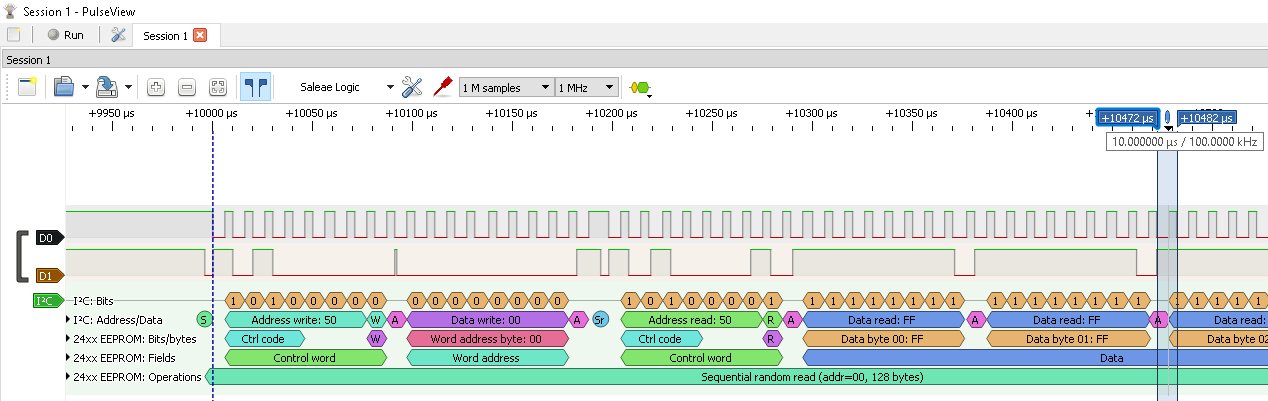 Session 1 - PulseView
Run
Session 1
Session 1
Saleae Logic
1 M samples
1 MHz
+9950 µs +10000 µs +10050 µs +10100 µs +10150 µs +10200 µs +10250 µs +10300 µs +10350 µs +10400 µs +10472 µs +10482 µs
10.000000 µs / 100.0000 kHz
D0
D1
I²C I²C: Bits 1 0 1 0 0 0 0 0 0 0 0 0 0 0 0 0 1 0 1 0 0 0 0 1 1 1 1 1 1 1 1 1 1 1 1 1 1 1 1 1 1 1 1 1 1
I²C: Address/Data S Address write: 50 W A Data write: 00 A Sr Address read: 50 R A Data read: FF A Data read: FF A Data read:
24xx EEPROM: Bits/bytes Ctrl code W Word address byte: 00 Ctrl code R Data byte 00: FF Data byte 01: FF Data byte 02
24xx EEPROM: Fields Control word Word address Control word Data
24xx EEPROM: Operations Sequential random read (addr=00, 128 bytes)